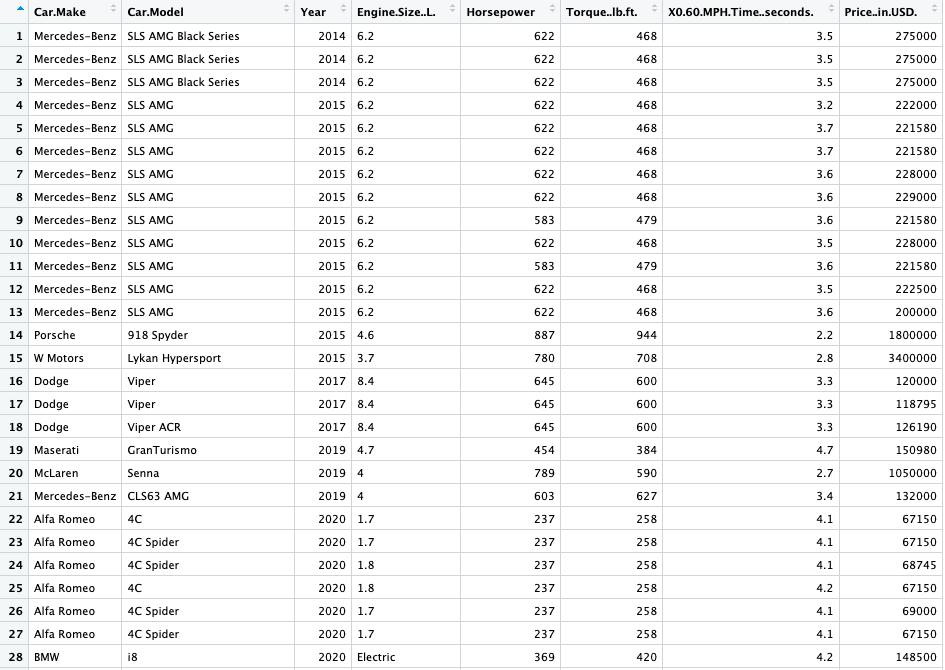 Car.Make Car.Model Year Engine.Size..L. Horsepower Torque..lb.ft. X0.60.MPH.Time..seconds. Price..in.USD.
1 Mercedes-Benz SLS AMG Black Series 2014 6.2 622 468 3.5 275000
2 Mercedes-Benz SLS AMG Black Series 2014 6.2 622 468 3.5 275000
3 Mercedes-Benz SLS AMG Black Series 2014 6.2 622 468 3.5 275000
4 Mercedes-Benz SLS AMG 2015 6.2 622 468 3.2 222000
5 Mercedes-Benz SLS AMG 2015 6.2 622 468 3.7 221580
6 Mercedes-Benz SLS AMG 2015 6.2 622 468 3.7 221580
7 Mercedes-Benz SLS AMG 2015 6.2 622 468 3.6 228000
8 Mercedes-Benz SLS AMG 2015 6.2 622 468 3.6 229000
9 Mercedes-Benz SLS AMG 2015 6.2 583 479 3.6 221580
10 Mercedes-Benz SLS AMG 2015 6.2 622 468 3.5 228000
11 Mercedes-Benz SLS AMG 2015 6.2 583 479 3.6 221580
12 Mercedes-Benz SLS AMG 2015 6.2 622 468 3.5 222500
13 Mercedes-Benz SLS AMG 2015 6.2 622 468 3.6 200000
14 Porsche 918 Spyder 2015 4.6 887 944 2.2 1800000
15 W Motors Lykan Hypersport 2015 3.7 780 708 2.8 3400000
16 Dodge Viper 2017 8.4 645 600 3.3 120000
17 Dodge Viper 2017 8.4 645 600 3.3 118795
18 Dodge Viper ACR 2017 8.4 645 600 3.3 126190
19 Maserati GranTurismo 2019 4.7 454 384 4.7 150980
20 McLaren Senna 2019 4 789 590 2.7 1050000
21 Mercedes-Benz CLS63 AMG 2019 4 603 627 3.4 132000
22 Alfa Romeo 4C 2020 1.7 237 258 4.1 67150
23 Alfa Romeo 4C Spider 2020 1.7 237 258 4.1 67150
24 Alfa Romeo 4C Spider 2020 1.8 237 258 4.1 68745
25 Alfa Romeo 4C 2020 1.8 237 258 4.2 67150
26 Alfa Romeo 4C Spider 2020 1.7 237 258 4.1 69000
27 Alfa Romeo 4C Spider 2020 1.7 237 258 4.1 67150
28 BMW i8 2020 Electric 369 420 4.2 148500